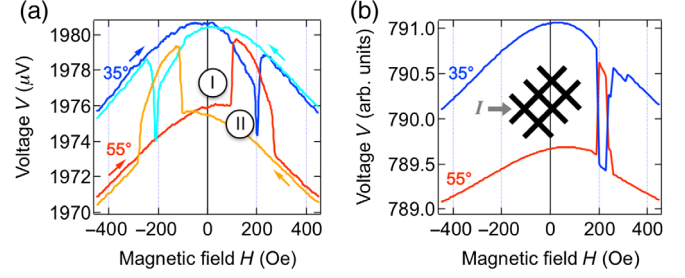 (a)
Voltage V (μV)
1980
1978
1976
1974
1972
1970
35°
55°
I
II
−400 −200 0 200 400
Magnetic field H (Oe)
(b)
Voltage V (arb. units)
791.0
790.5
790.0
789.5
789.0
35°
I
55°
−400 −200 0 200 400
Magnetic field H (Oe)